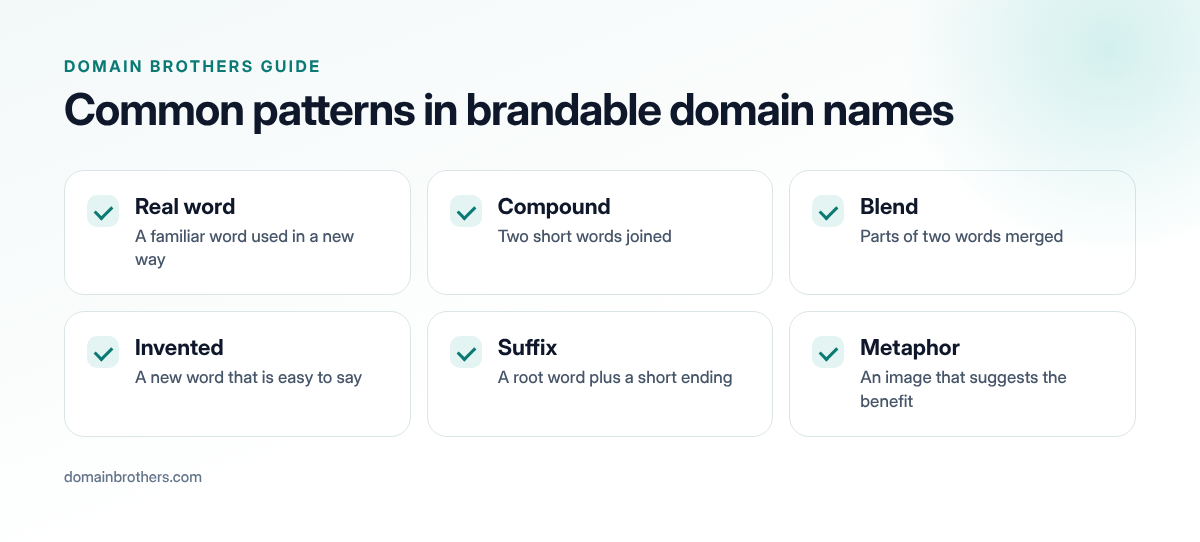 DOMAIN BROTHERS GUIDE
Common patterns in brandable domain names
Real word
A familiar word used in a new
way
Compound
Two short words joined
Blend
Parts of two words merged
Invented
A new word that is easy to say
Suffix
A root word plus a short ending
Metaphor
An image that suggests the
benefit
domainbrothers.com